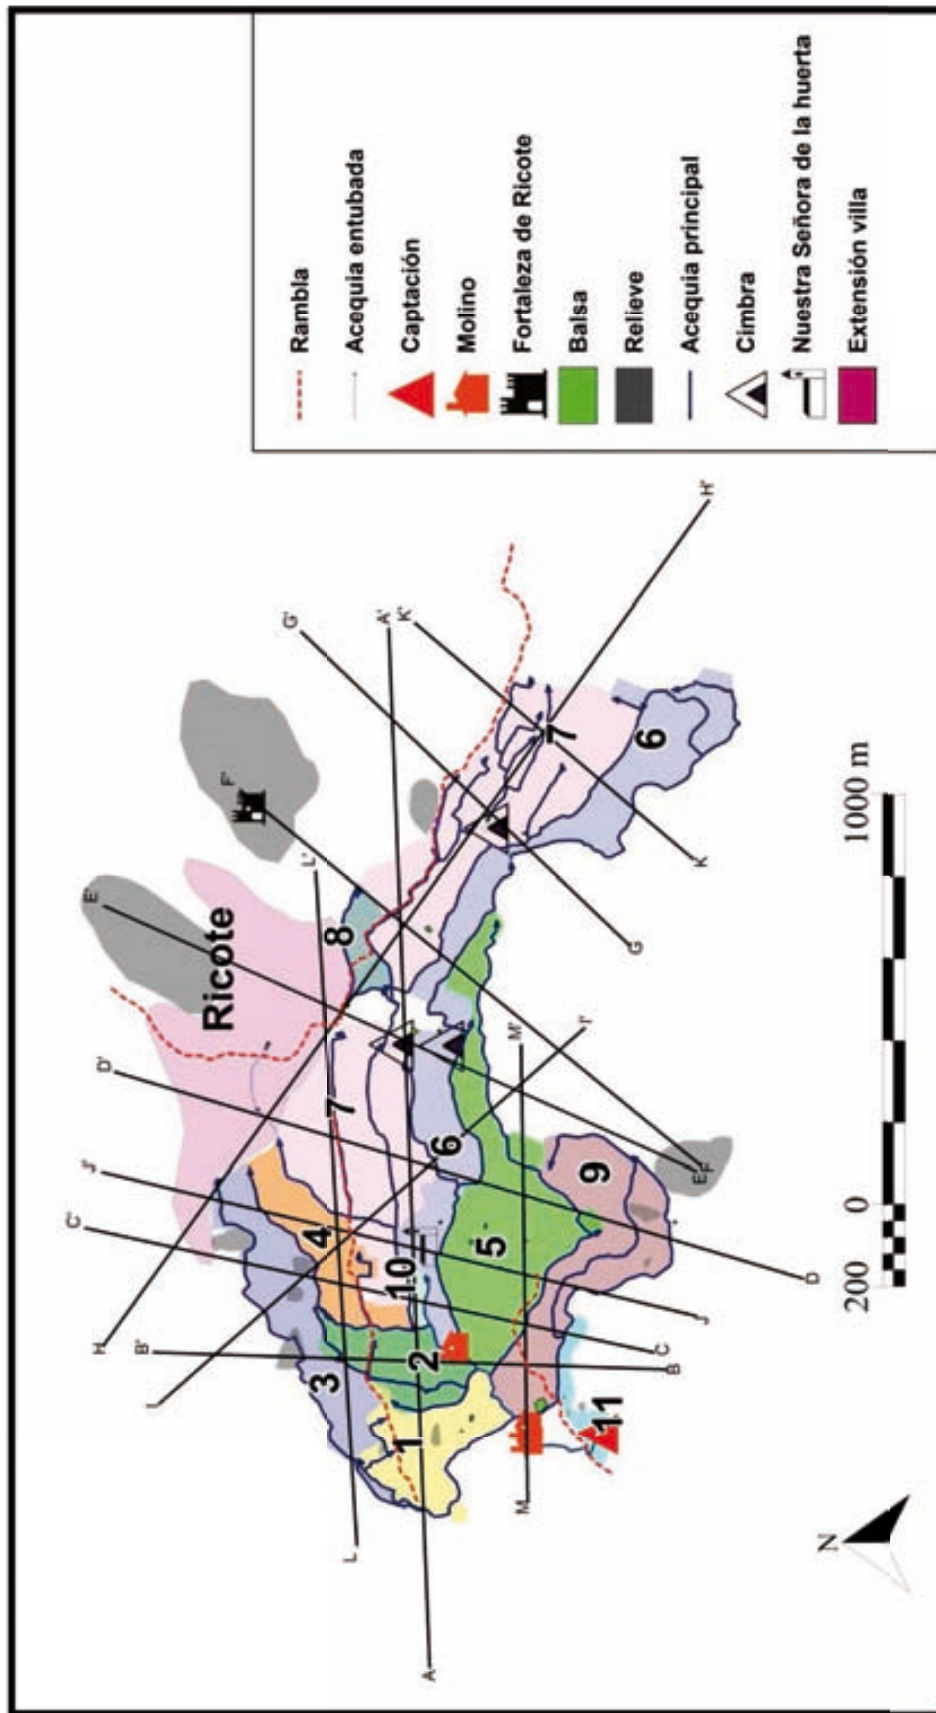 C'
J'
E'
H
D'
B'
I
Ricote
F'
G'
L'
3
4
7
8
L
A'
K'
1
10
A
2
6
5
M
M'
7
I'
9
11
G
6
C
B
J
E
F
K
H'
D
N
200 0 1000 m
Rambla
Acequia entubada
Captación
Molino
Fortaleza de Ricote
Balsa
Relieve
Acequia principal
Cimbra
Nuestra Señora de la huerta
Extensión villa